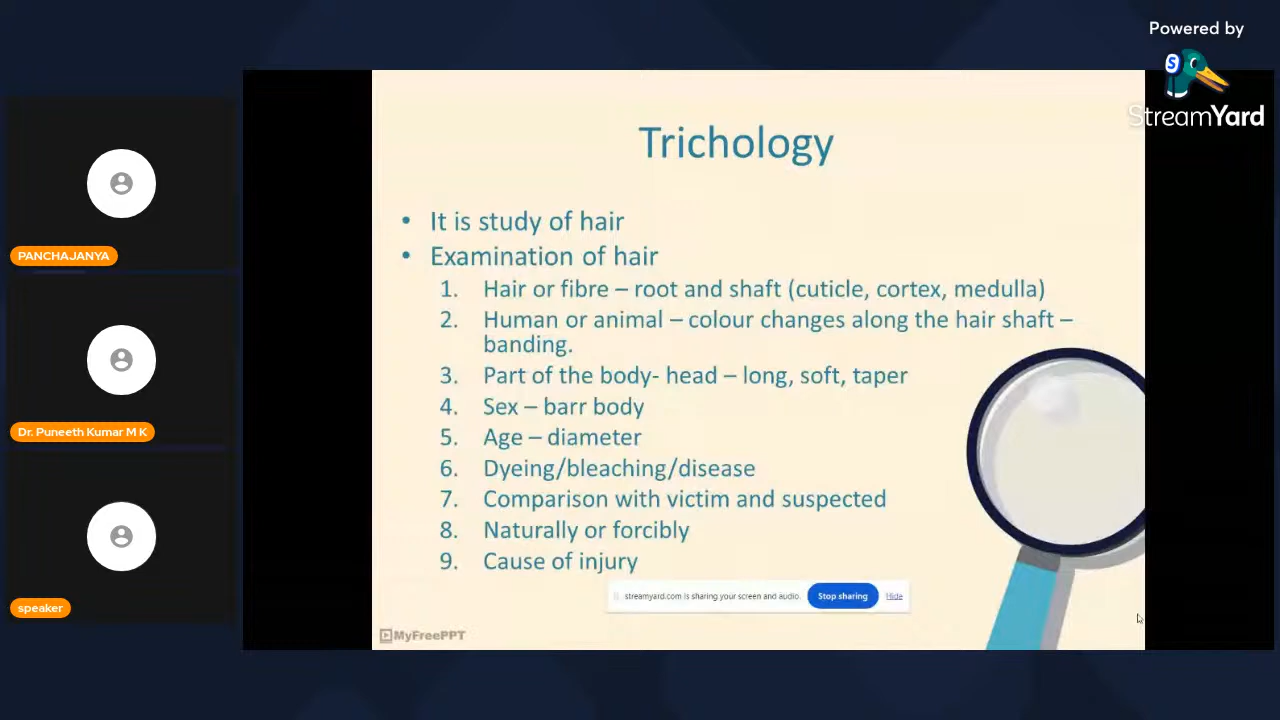 Powered by
StreamYard
Trichology
• It is study of hair
• Examination of hair
1. Hair or fibre – root and shaft (cuticle, cortex, medulla)
2. Human or animal – colour changes along the hair shaft –
banding.
3. Part of the body- head – long, soft, taper
4. Sex – barr body
5. Age – diameter
6. Dyeing/bleaching/disease
7. Comparison with victim and suspected
8. Naturally or forcibly
9. Cause of injury
streamyard.com is sharing your screen and audio. Stop sharing Hide
MyFreePPT
PANCHAJANYA
Dr. Puneeth Kumar M K
speaker